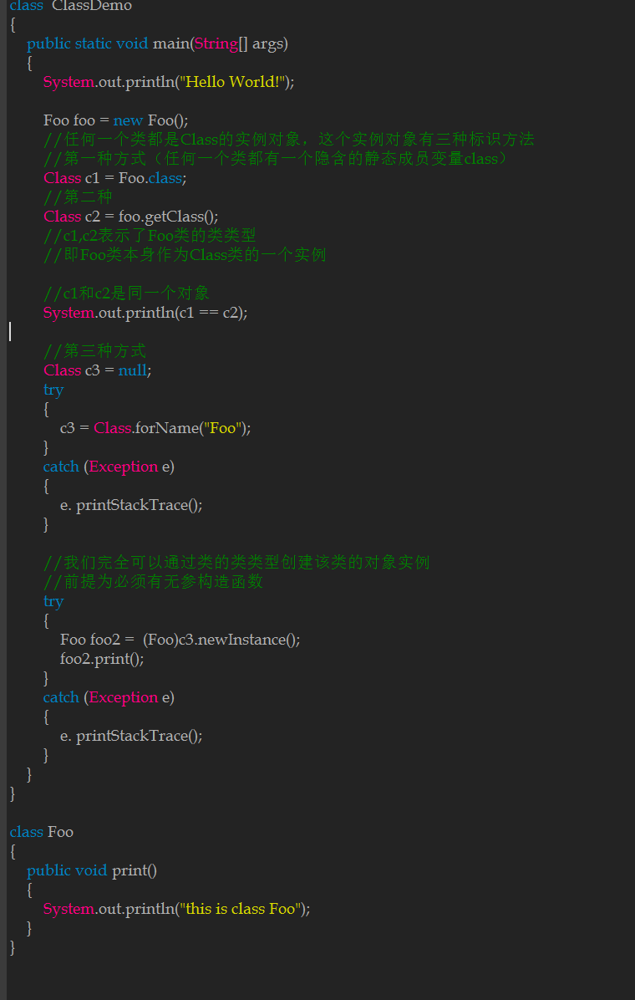 class  ClassDemo
{
    public static void main(String[] args)
    {
        System.out.println("Hello World!");

        Foo foo = new Foo();
        //任何一个类都是Class的实例对象，这个实例对象有三种标识方法
        //第一种方式（任何一个类都有一个隐含的静态成员变量class）
        Class c1 = Foo.class;
        //第二种
        Class c2 = foo.getClass();
        //c1,c2表示了Foo类的类类型
        //即Foo类本身作为Class类的一个实例

        //c1和c2是同一个对象
        System.out.println(c1 == c2);

        //第三种方式
        Class c3 = null;
        try
        {
            c3 = Class.forName("Foo");
        }
        catch (Exception e)
        {
            e. printStackTrace();
        }

        //我们完全可以通过类的类类型创建该类的对象实例
        //前提为必须有无参构造函数
        try
        {
            Foo foo2 =  (Foo)c3.newInstance();
            foo2.print();
        }
        catch (Exception e)
        {
            e. printStackTrace();
        }
    }
}

class Foo
{
    public void print()
    {
        System.out.println("this is class Foo");
    }
}